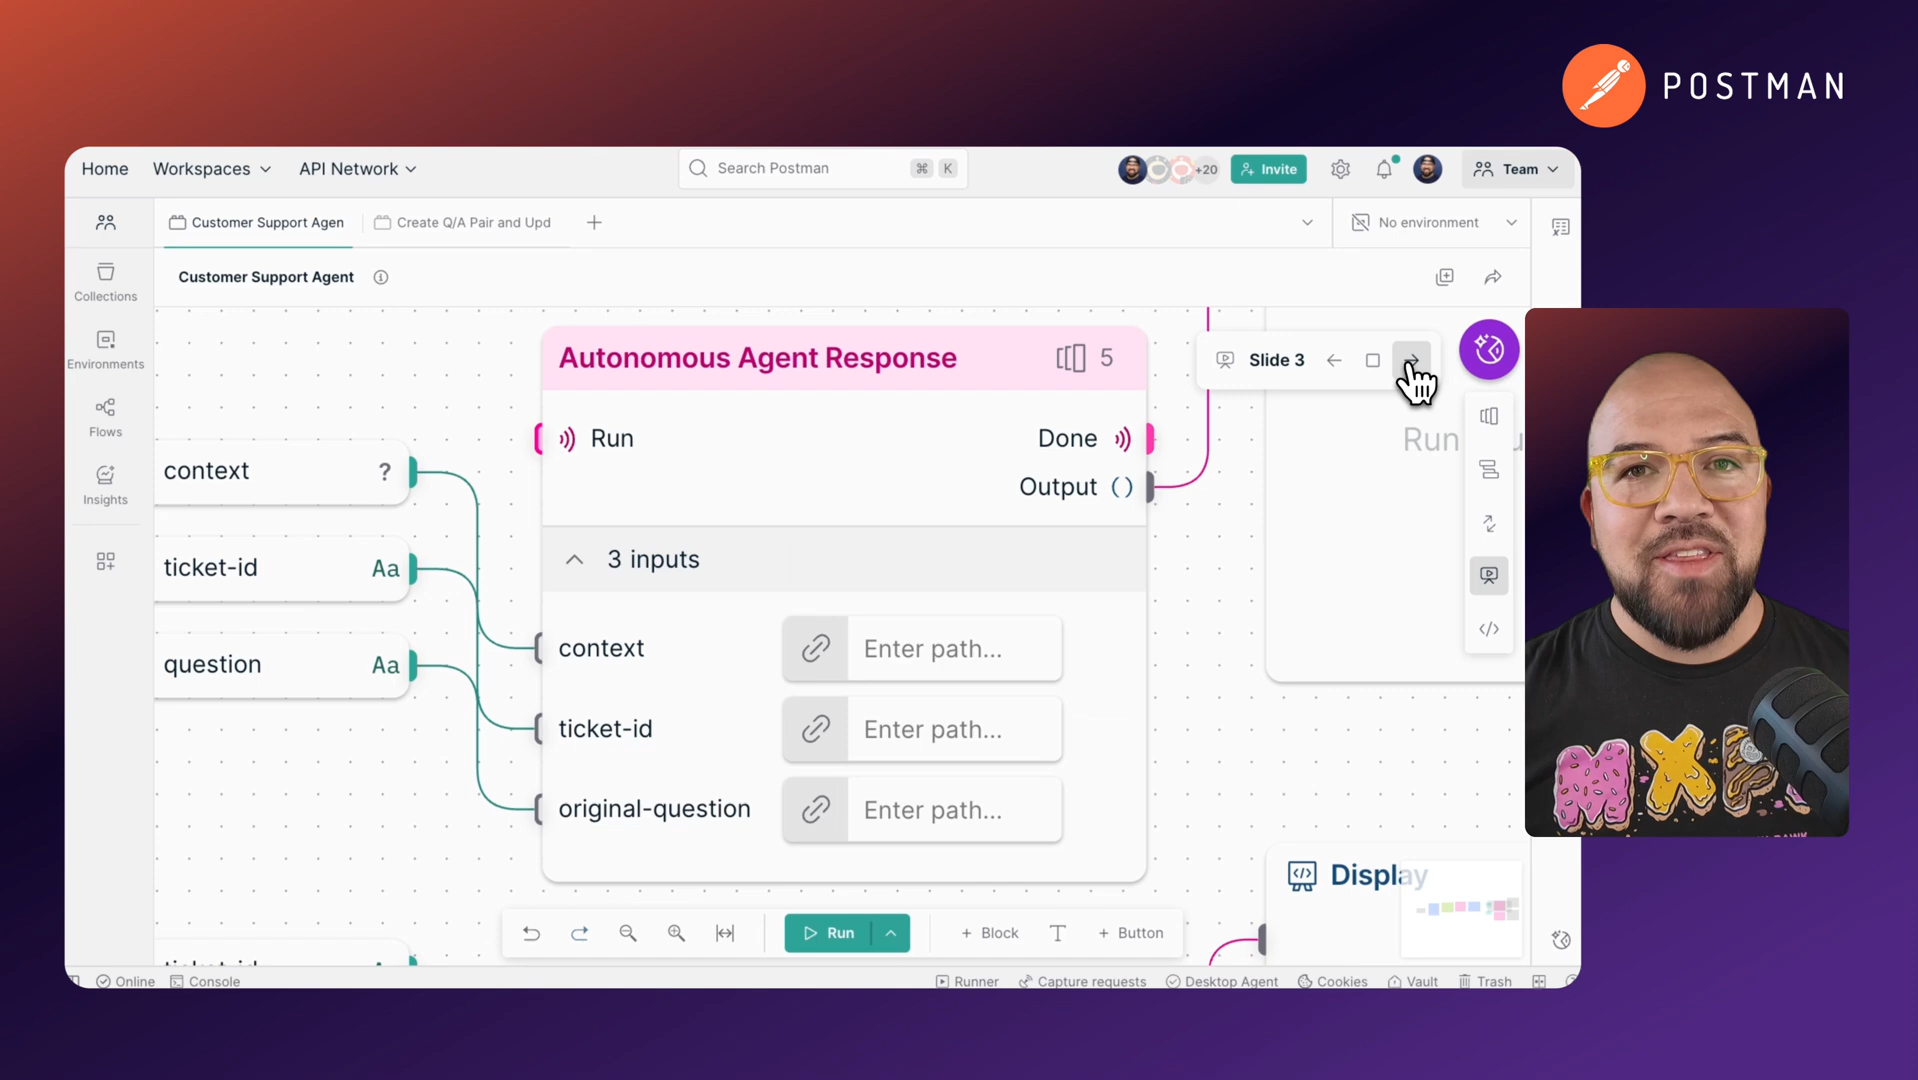 POSTMAN
Home Workspaces API Network
Search Postman ⌘ K
+20 Invite Team
Customer Support Agen
Create Q/A Pair and Upd
No environment
Customer Support Agent
Collections
Environments
Flows
Insights
context ?
ticket-id Aa
question Aa
Autonomous Agent Response 5
Run
Done
Output ()
3 inputs
context Enter path...
ticket-id Enter path...
original-question Enter path...
Slide 3
Run
Display
ticket-id
Run
+ Block
T
+ Button
Online Console
Runner Capture requests Desktop Agent Cookies Vault Trash